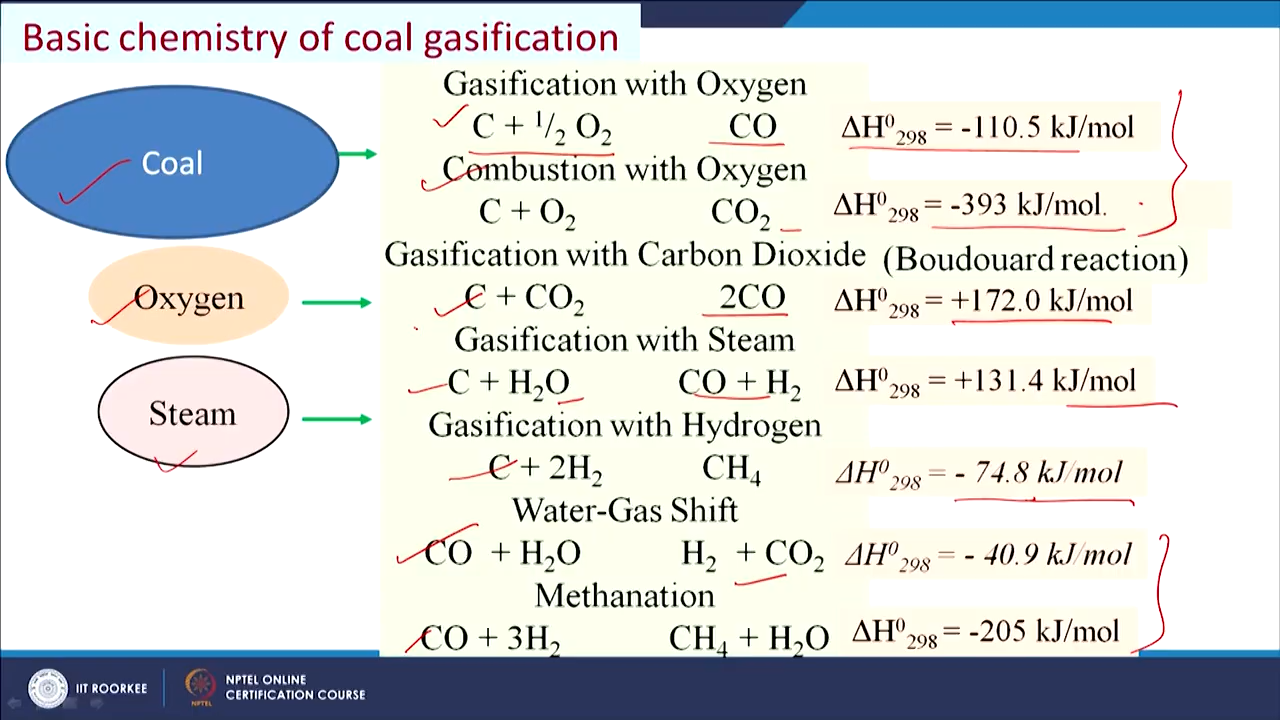 Basic chemistry of coal gasification
Coal
Oxygen
Steam
Gasification with Oxygen
C + 1/2 O2 CO ΔH⁰298 = -110.5 kJ/mol
Combustion with Oxygen
C + O2 CO2 ΔH⁰298 = -393 kJ/mol.
Gasification with Carbon Dioxide (Boudouard reaction)
C + CO2 2CO ΔH⁰298 = +172.0 kJ/mol
Gasification with Steam
C + H2O CO + H2 ΔH⁰298 = +131.4 kJ/mol
Gasification with Hydrogen
C + 2H2 CH4 ΔH⁰298 = - 74.8 kJ/mol
Water-Gas Shift
CO + H2O H2 + CO2 ΔH⁰298 = - 40.9 kJ/mol
Methanation
CO + 3H2 CH4 + H2O ΔH⁰298 = -205 kJ/mol
IIT ROORKEE
NPTEL
NPTEL ONLINE
CERTIFICATION COURSE